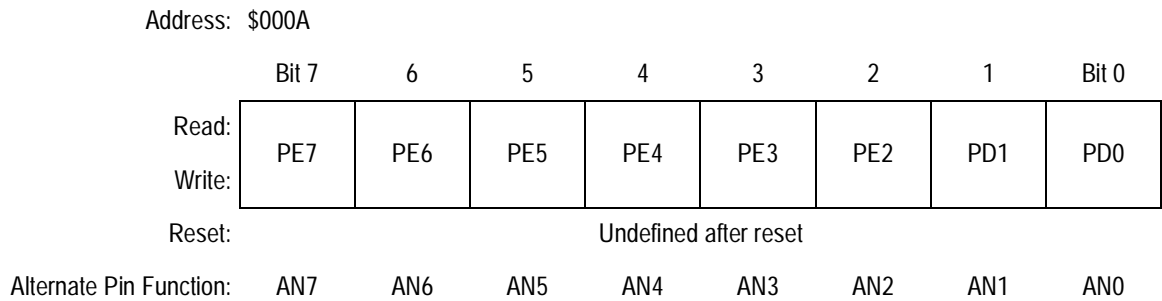 Address: $000A
Bit 7 6 5 4 3 2 1 Bit 0
Read:
PE7 PE6 PE5 PE4 PE3 PE2 PD1 PD0
Write:
Reset: Undefined after reset
Alternate Pin Function: AN7 AN6 AN5 AN4 AN3 AN2 AN1 AN0